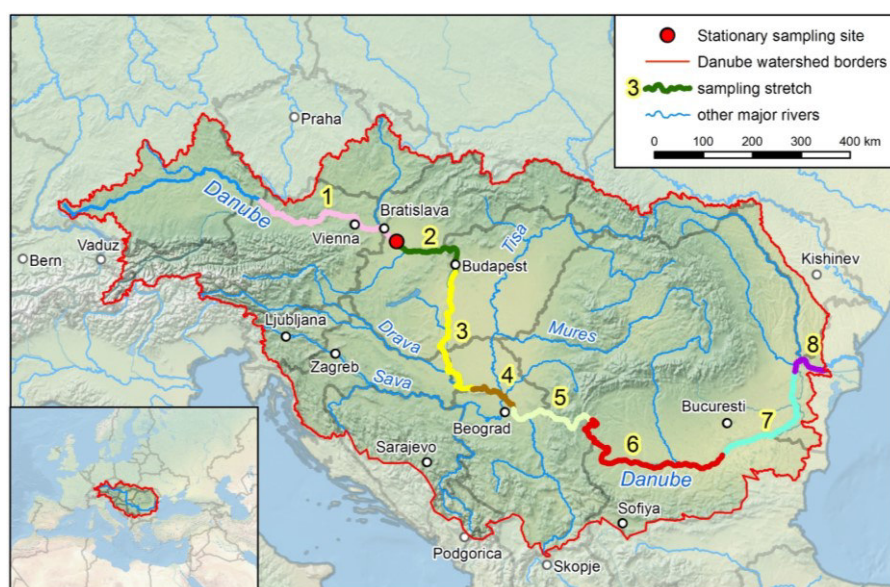 Stationary sampling site
Danube watershed borders
3 sampling stretch
other major rivers
0 100 200 300 400 km
Praha
Danube
1
Bratislava
Vienna
2
Tisa
Vaduz
Bern
Budapest
Kishinev
Ljubljana
Drava
3
Mures
8
Zagreb
Sava
4
5
Bucuresti
7
Beograd
6
Sarajevo
Danube
Sofiya
Podgorica
Skopje